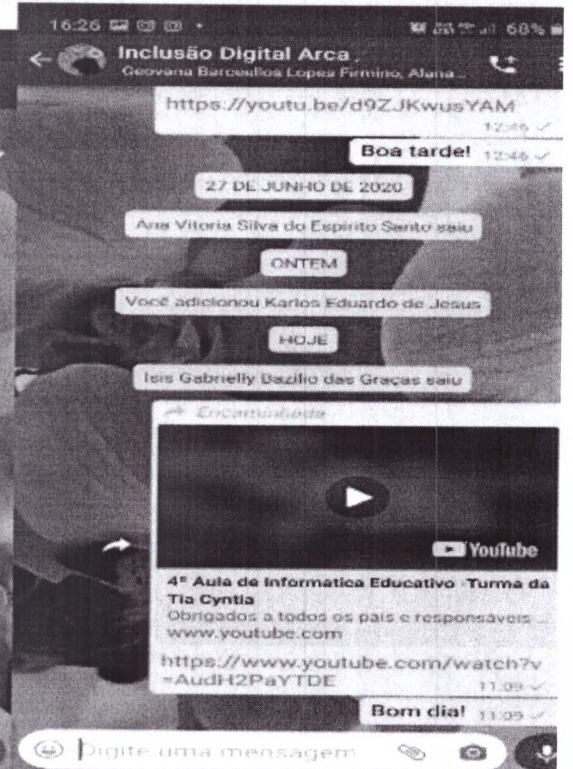 16:26
68%
Inclusão Digital Arca .
Geovana Barcellos Lopes Firmino, Alana...
https://youtu.be/d9ZJKwusYAM
12:46
Boa tarde! 12:46
27 DE JUNHO DE 2020
Ana Vitoria Silva do Espirito Santo saiu
ONTEM
Você adicionou Karlos Eduardo de Jesus
HOJE
Isis Gabrielly Bazilio das Graças saiu
Encaminhada
YouTube
4ª Aula de Informatica Educativo -Turma da
Tia Cyntia
Obrigados a todos os pais e responsáveis ...
www.youtube.com
https://www.youtube.com/watch?v
=AudH2PaYTDE
11:09
Bom dia! 11:09
Digite uma mensagem